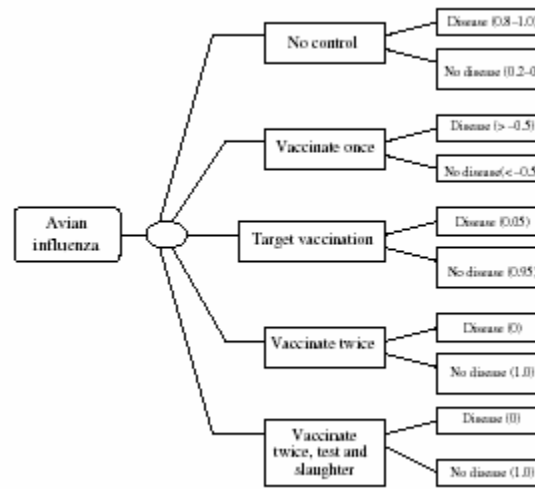 Disease (0.8–1.0)
No control
No disease (0.2–0
Disease (> –0.5)
Vaccinate once
No disease(< –0.5
Avian
influenza
Disease (0.05)
Target vaccination
No disease (0.95)
Disease (0)
Vaccinate twice
No disease (1.0)
Disease (0)
Vaccinate
twice, test and
slaughter
No disease (1.0)